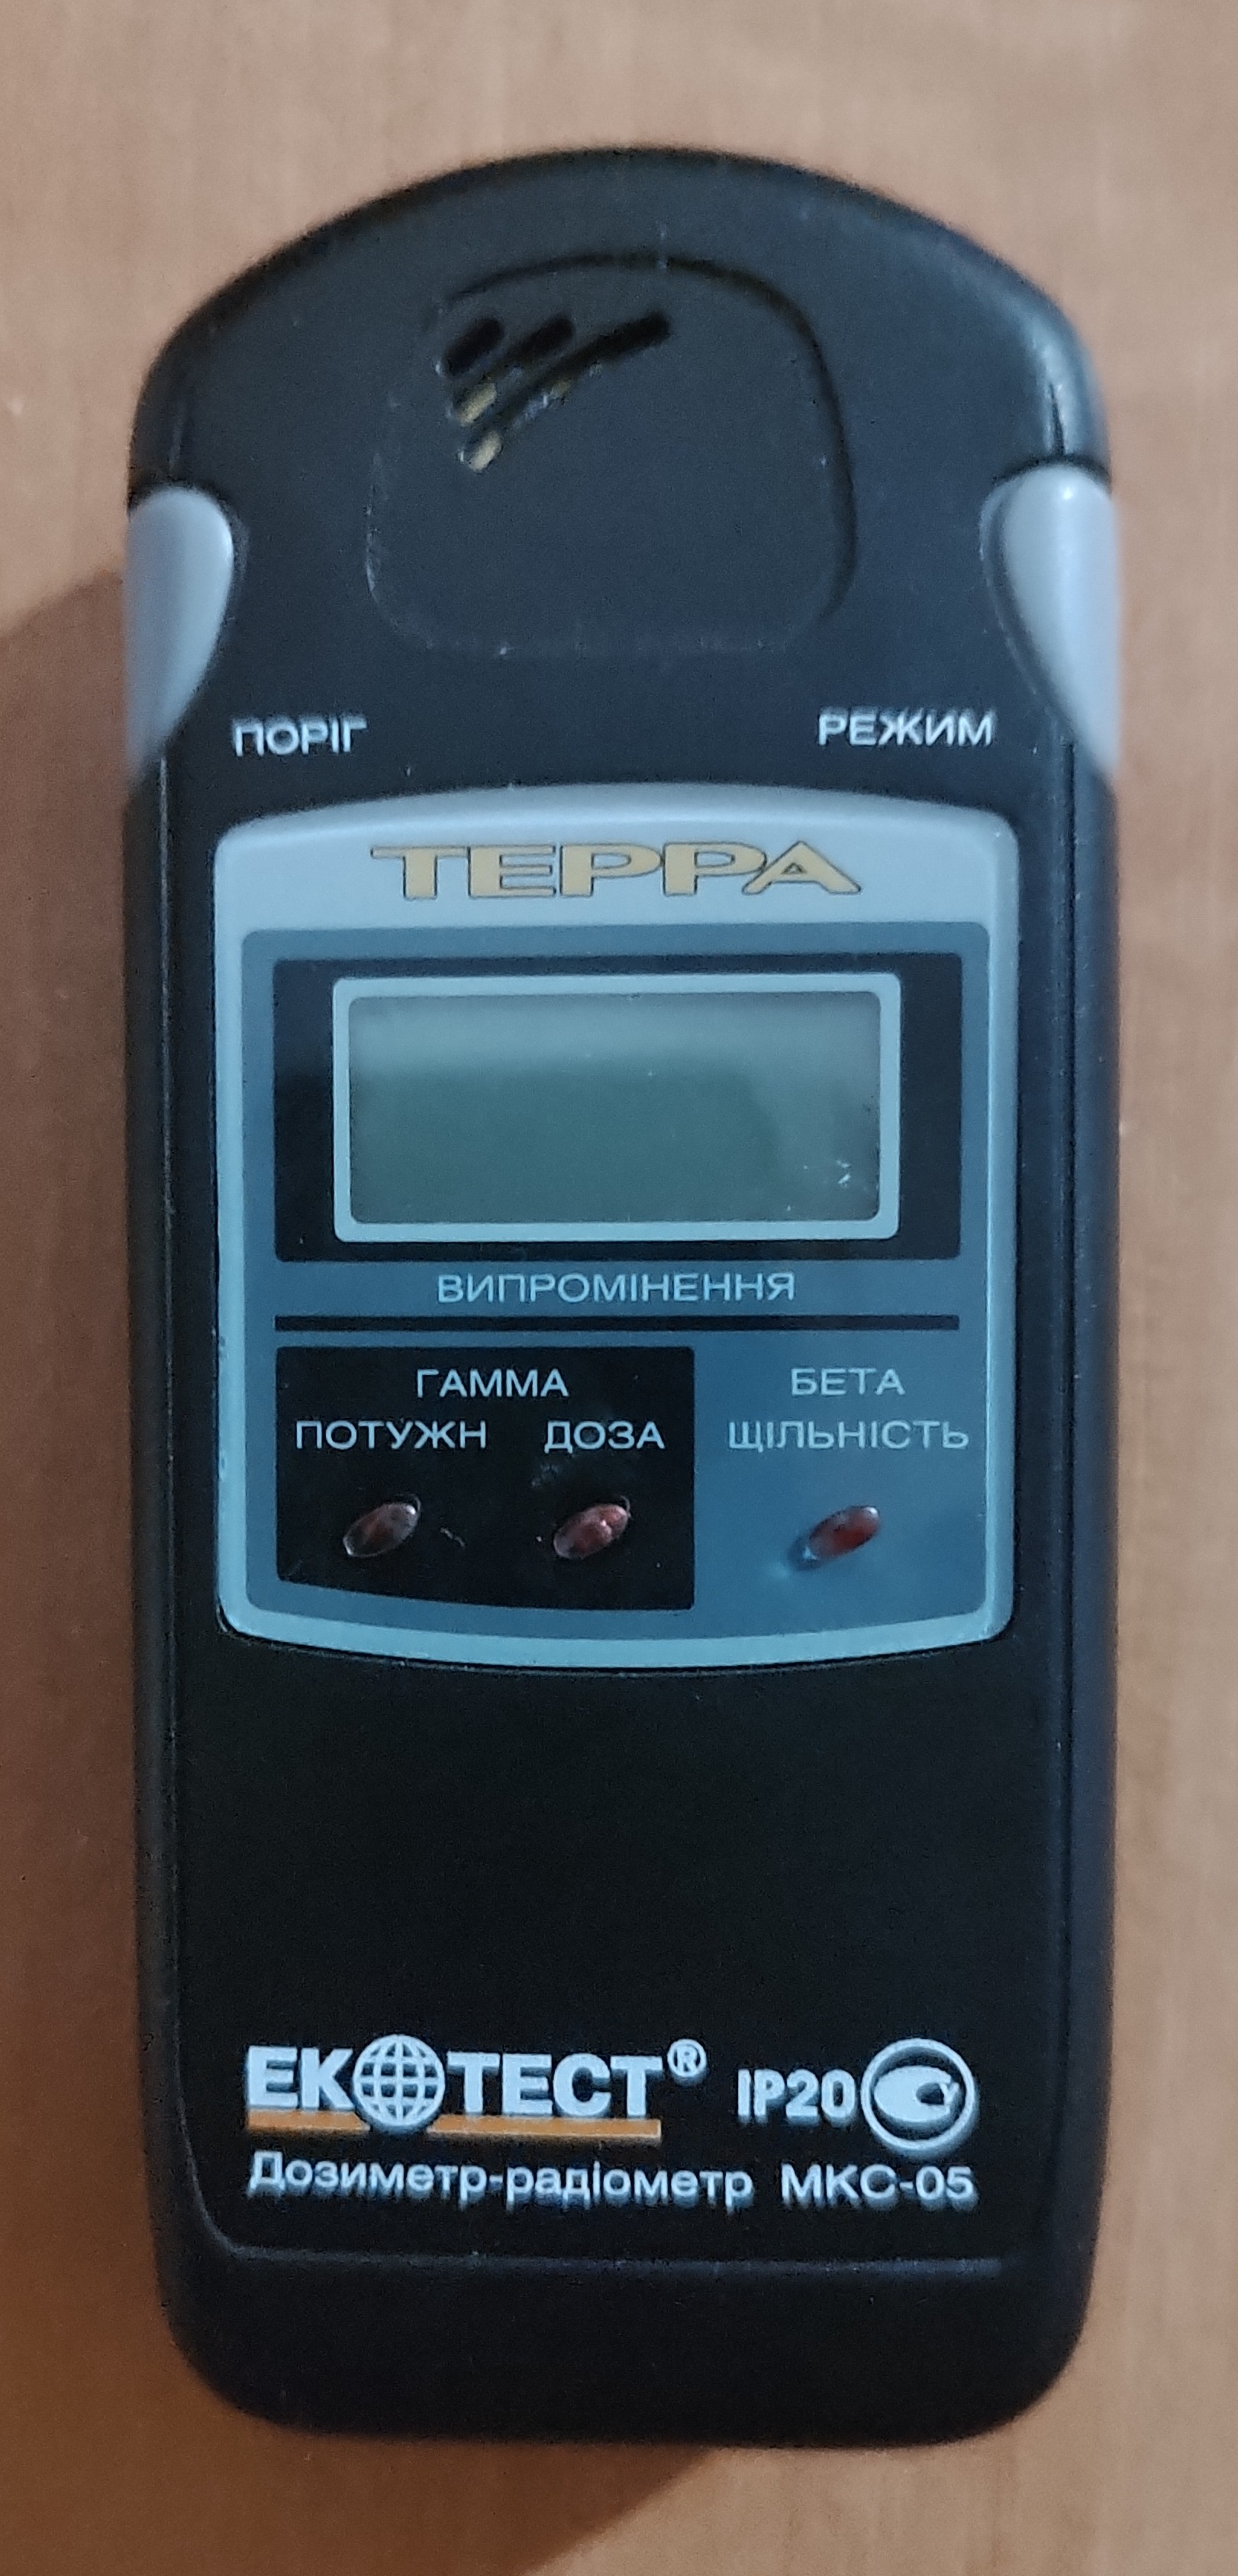 ПОРІГ РЕЖИМ
ТЕРРА
ВИПРОМІНЕННЯ
ГАММА БЕТА
ПОТУЖН ДОЗА ЩІЛЬНІСТЬ
ЕКОТЕСТ® IP20
Дозиметр-радіометр МКС-05